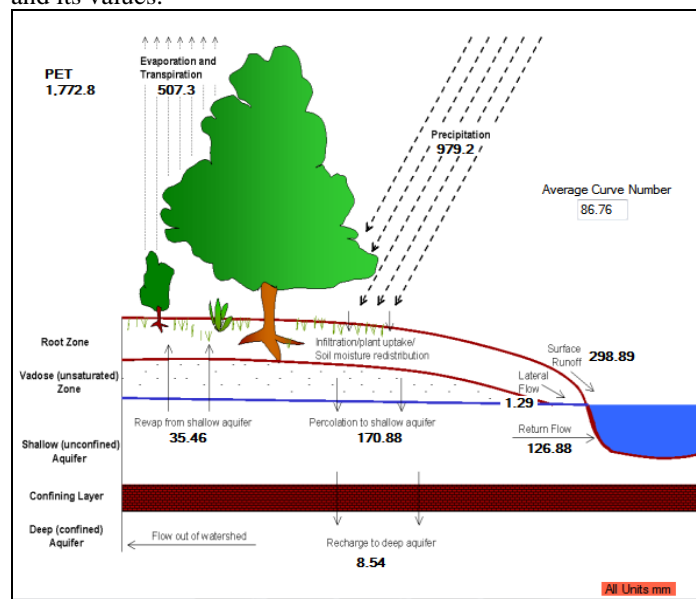 and its values.
PET
1,772.8
Evaporation and
Transpiration
507.3
Precipitation
979.2
Average Curve Number
86.76
Root Zone
Infiltration/plant uptake/
Soil moisture redistribution
Surface
Runoff
298.89
Vadose (unsaturated)
Zone
Lateral
Flow
1.29
Revap from shallow aquifer
35.46
Percolation to shallow aquifer
170.88
Return Flow
126.88
Shallow (unconfined)
Aquifer
Confining Layer
Deep (confined)
Aquifer
Flow out of watershed
Recharge to deep aquifer
8.54
All Units mm